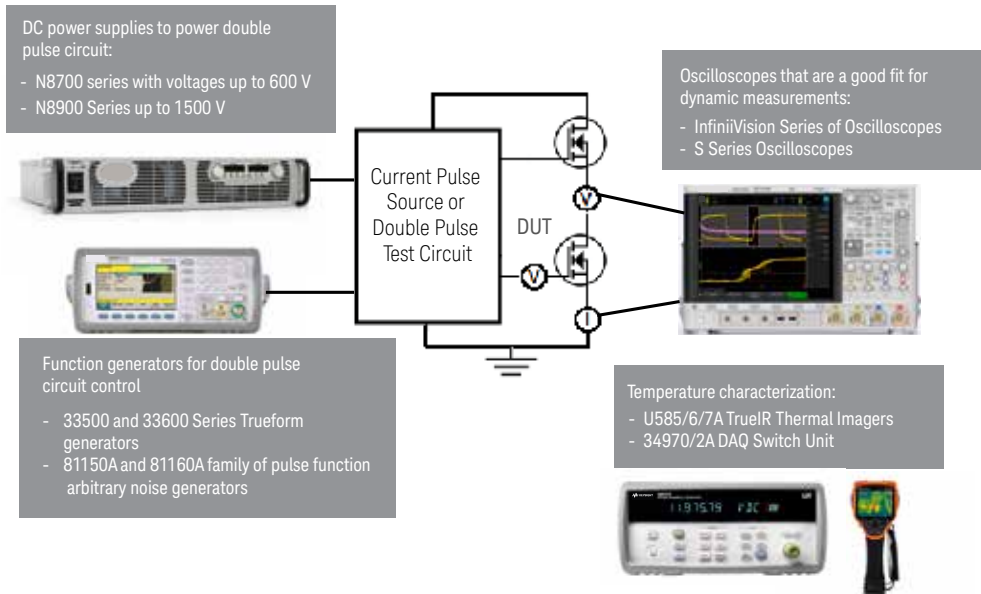 DC power supplies to power double
pulse circuit:
- N8700 series with voltages up to 600 V
- N8900 Series up to 1500 V
Oscilloscopes that are a good fit for
dynamic measurements:
- InfiniiVision Series of Oscilloscopes
- S Series Oscilloscopes
Current Pulse
Source or
Double Pulse
Test Circuit
DUT
V
V
I
Function generators for double pulse
circuit control
- 33500 and 33600 Series Trueform
generators
- 81150A and 81160A family of pulse function
arbitrary noise generators
Temperature characterization:
- U585/6/7A TrueIR Thermal Imagers
- 34970/2A DAQ Switch Unit